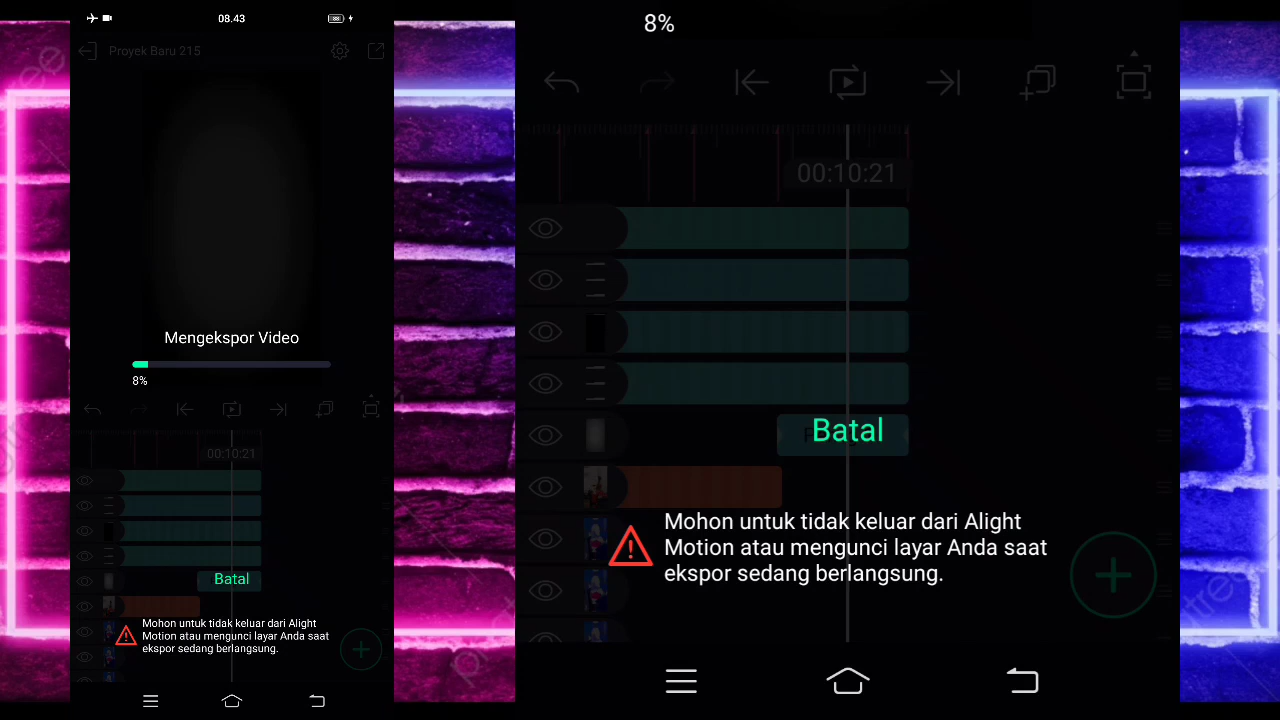 08.43
Proyek Baru 215
Mengekspor Video
8%
00:10:21
Batal
Mohon untuk tidak keluar dari Alight
Motion atau mengunci layar Anda saat
ekspor sedang berlangsung.
8%
00:10:21
Batal
Mohon untuk tidak keluar dari Alight
Motion atau mengunci layar Anda saat
ekspor sedang berlangsung.